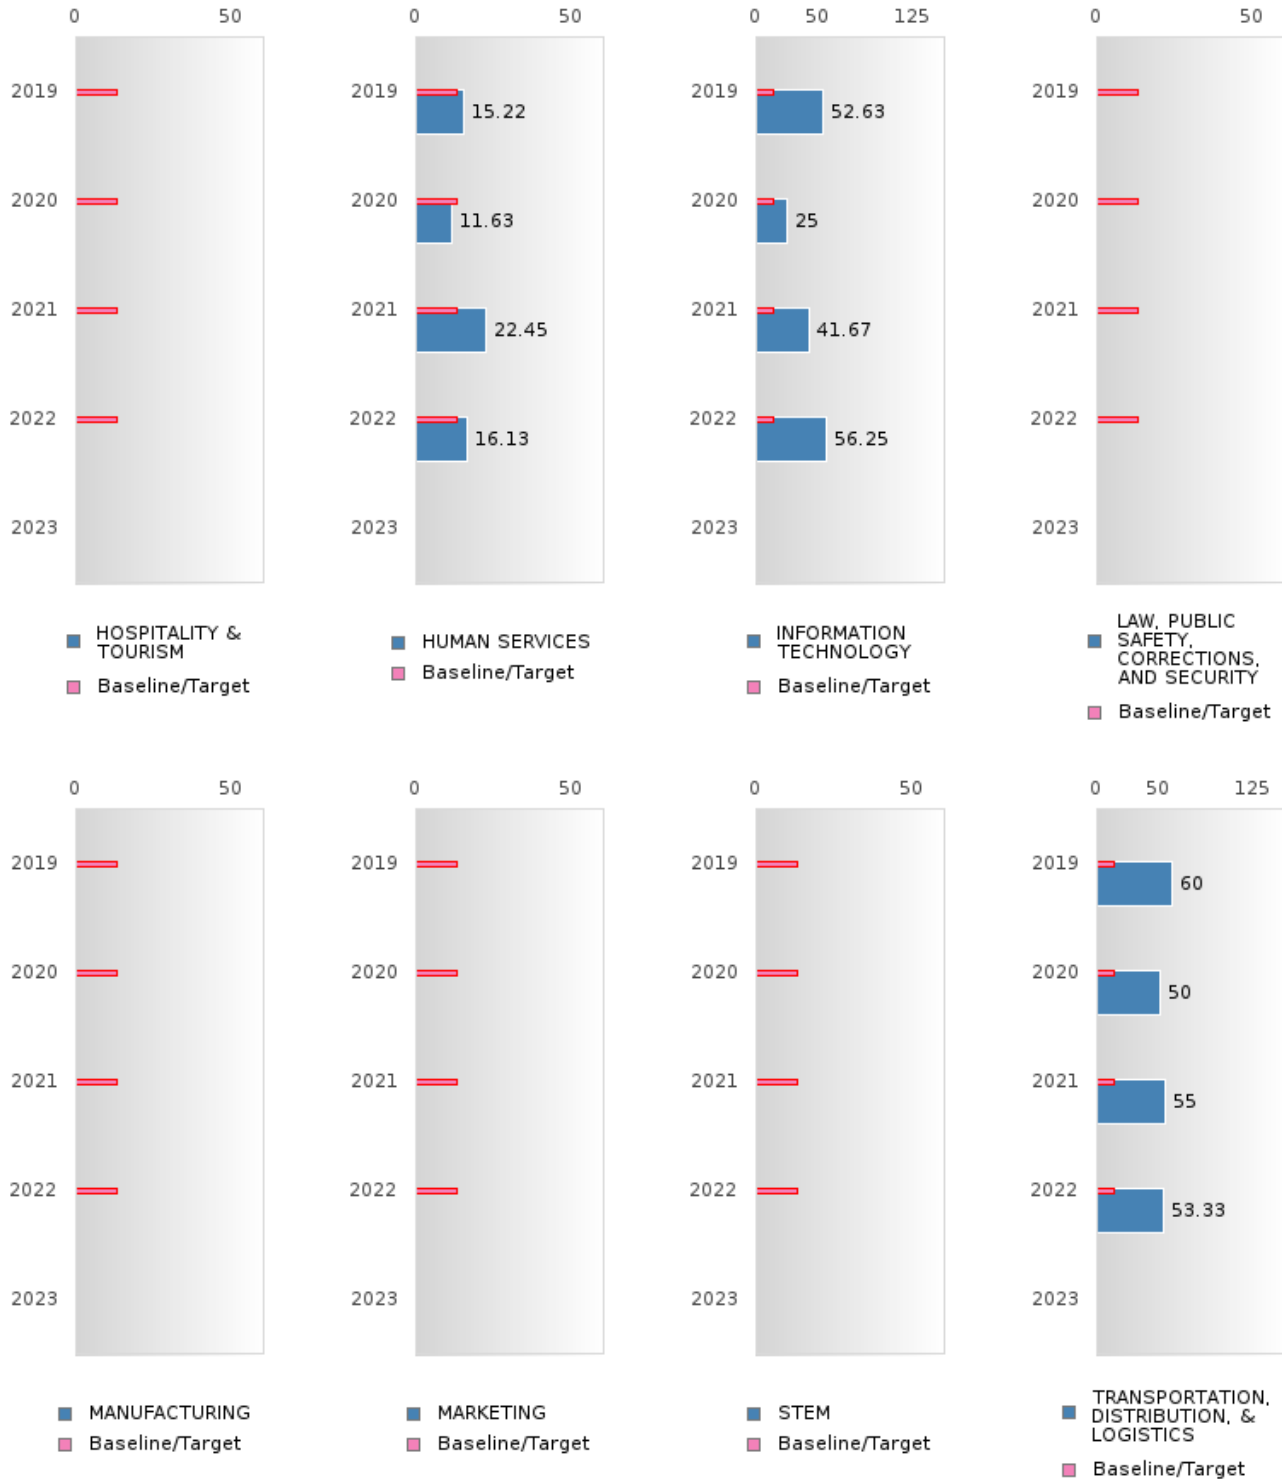 0 50
2019
2020
2021
2022
2023
HOSPITALITY &
TOURISM
Baseline/Target
0 50
2019
15.22
2020
11.63
2021
22.45
2022
16.13
2023
HUMAN SERVICES
Baseline/Target
0 50 125
2019
52.63
2020
25
2021
41.67
2022
56.25
2023
INFORMATION
TECHNOLOGY
Baseline/Target
0 50
2019
2020
2021
2022
2023
LAW, PUBLIC
SAFETY,
CORRECTIONS,
AND SECURITY
Baseline/Target
0 50
2019
2020
2021
2022
2023
MANUFACTURING
Baseline/Target
0 50
2019
2020
2021
2022
2023
MARKETING
Baseline/Target
0 50
2019
2020
2021
2022
2023
STEM
Baseline/Target
0 50 125
2019
60
2020
50
2021
55
2022
53.33
2023
TRANSPORTATION,
DISTRIBUTION, &
LOGISTICS
Baseline/Target